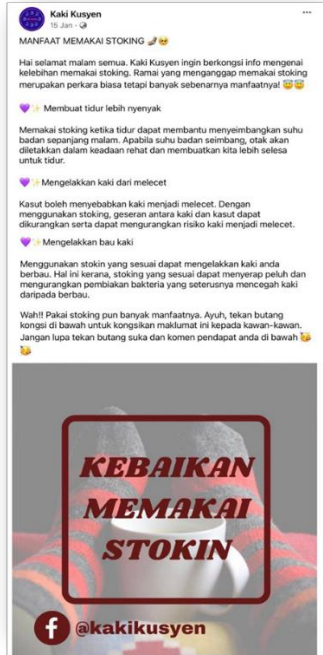 Kaki Kusyen
15 Jan
MANFAAT MEMAKAI STOKING
Hai selamat malam semua. Kaki Kusyen ingin berkongsi info mengenai
kelebihan memakai stoking. Ramai yang menganggap memakai stoking
merupakan perkara biasa tetapi banyak sebenarnya manfaatnya!
Membuat tidur lebih nyenyak
Memakai stoking ketika tidur dapat membantu menyeimbangkan suhu
badan sepanjang malam. Apabila suhu badan seimbang, otak akan
diletakkan dalam keadaan rehat dan membuatkan kita lebih selesa
untuk tidur.
Mengelakkan kaki dari melecet
Kasut boleh menyebabkan kaki menjadi melecet. Dengan
menggunakan stoking, geseran antara kaki dan kasut dapat
dikurangkan serta dapat mengurangkan risiko kaki menjadi melecet.
Mengelakkan bau kaki
Menggunakan stokin yang sesuai dapat mengelakkan kaki anda
berbau. Hal ini kerana, stoking yang sesuai dapat menyerap peluh dan
mengurangkan pembiakan bakteria yang seterusnya mencegah kaki
daripada berbau.
Wah!! Pakai stoking pun banyak manfaatnya. Ayuh, tekan butang
kongsi di bawah untuk kongsikan maklumat ini kepada kawan-kawan.
Jangan lupa tekan butang suka dan komen pendapat anda di bawah
KEBAIKAN
MEMAKAI
STOKIN
@kakikusyen